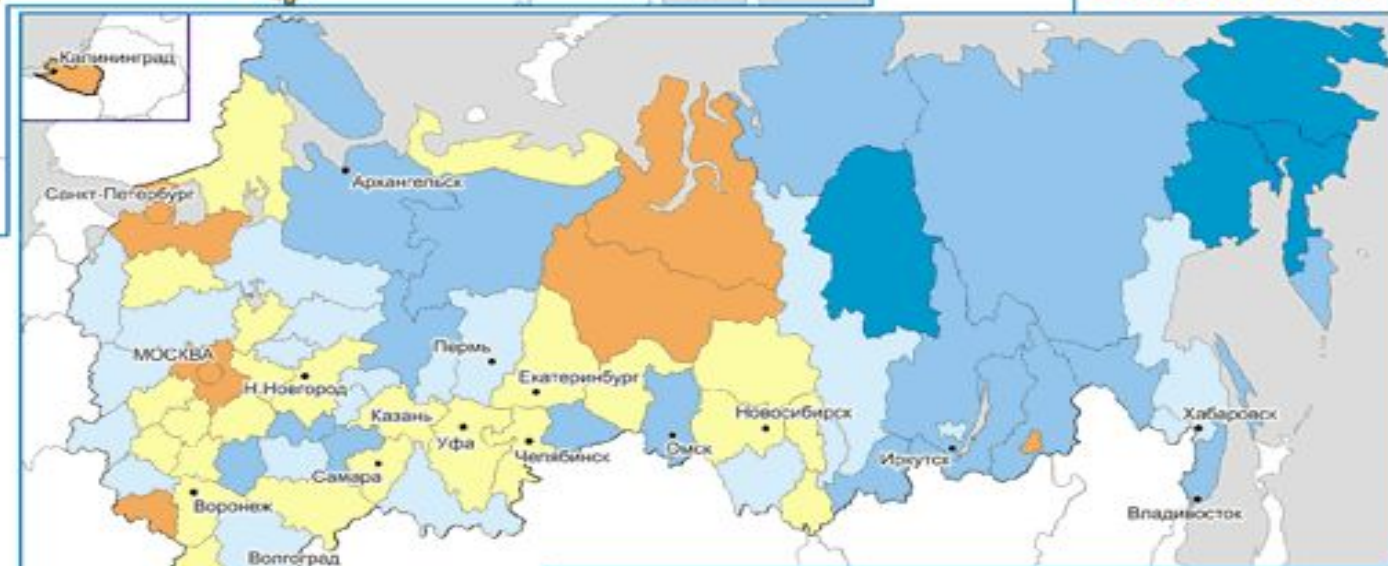 Калининград
Архангельск
Санкт-Петербург
МОСКВА
Пермь
Н.Новгород
Екатеринбург
Казань
Новосибирск
Хабаровск
Уфа
Челябинск
Омск
Иркутск
Самара
Воронеж
Владивосток
Волгоград